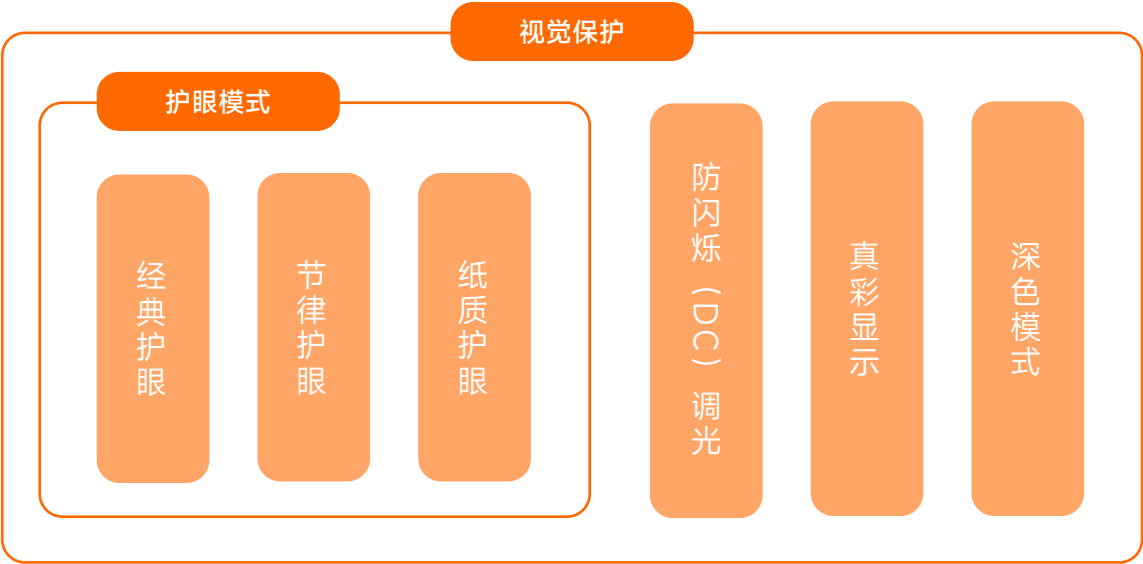 视觉保护
护眼模式
经典护眼
节律护眼
纸质护眼
防闪烁（DC）调光
真彩显示
深色模式